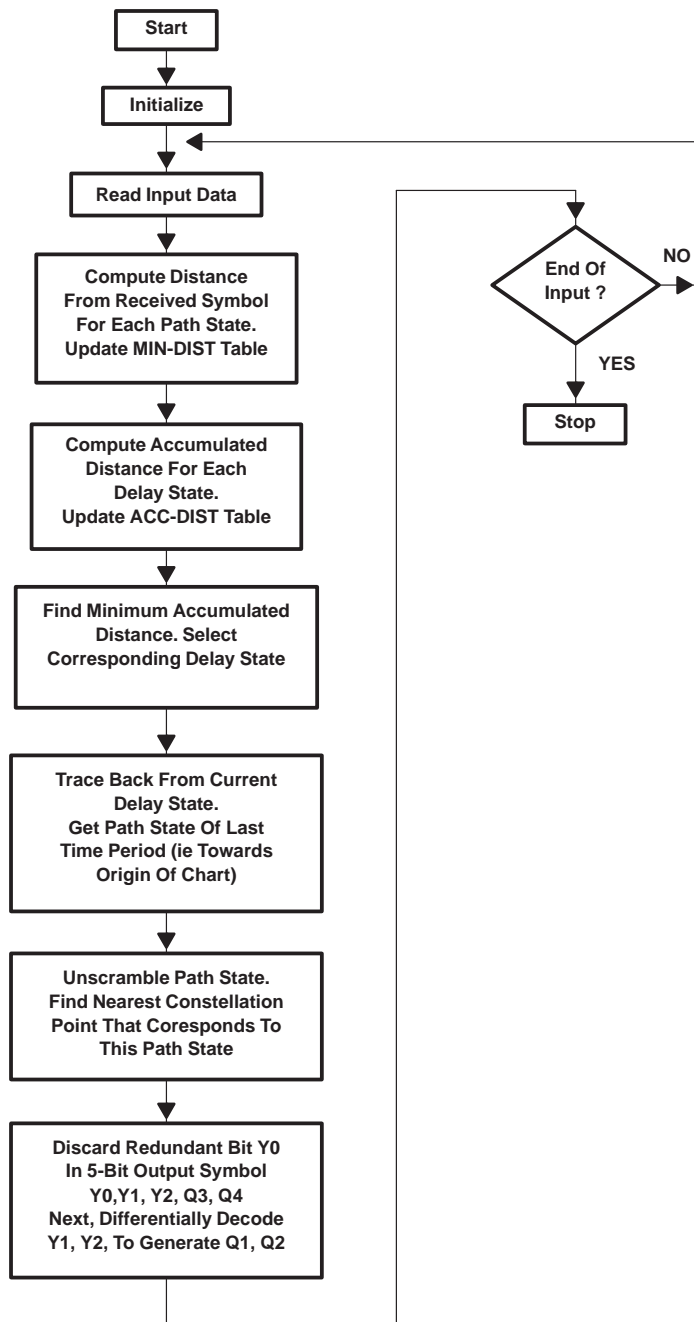 Start
Initialize
Read Input Data
Compute Distance
From Received Symbol
For Each Path State.
Update MIN-DIST Table
Compute Accumulated
Distance For Each
Delay State.
Update ACC-DIST Table
Find Minimum Accumulated
Distance. Select
Corresponding Delay State
Trace Back From Current
Delay State.
Get Path State Of Last
Time Period (ie Towards
Origin Of Chart)
Unscramble Path State.
Find Nearest Constellation
Point That Coresponds To
This Path State
Discard Redundant Bit Y0
In 5-Bit Output Symbol
Y0,Y1, Y2, Q3, Q4
Next, Differentially Decode
Y1, Y2, To Generate Q1, Q2
End Of
Input ?
NO
YES
Stop